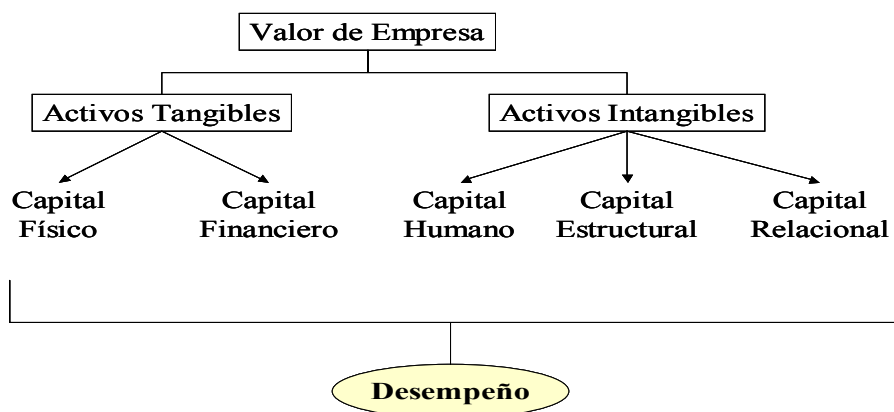 Valor de Empresa
Activos Tangibles
Activos Intangibles
Capital
Físico
Capital
Financiero
Capital
Humano
Capital
Estructural
Capital
Relacional
Desempeño